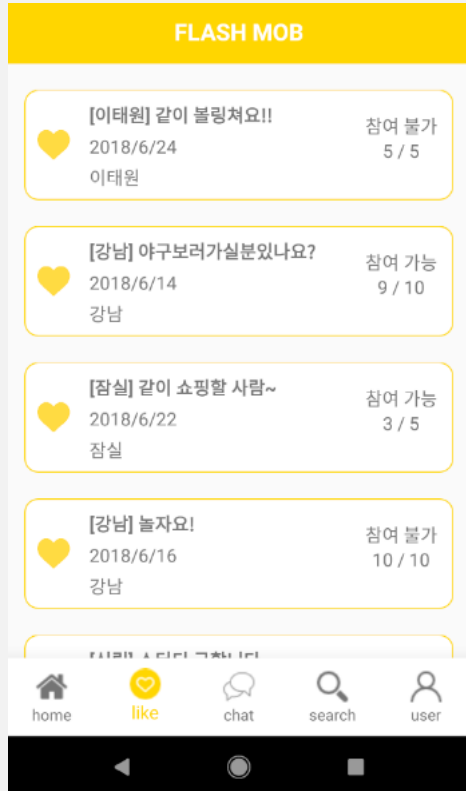 FLASH MOB
[이태원] 같이 볼링쳐요!!
2018/6/24
이태원
참여 불가
5 / 5
[강남] 야구보러가실분있나요?
2018/6/14
강남
참여 가능
9 / 10
[잠실] 같이 쇼핑할 사람~
2018/6/22
잠실
참여 가능
3 / 5
[강남] 놀자요!
2018/6/16
강남
참여 불가
10 / 10
home
like
chat
search
user